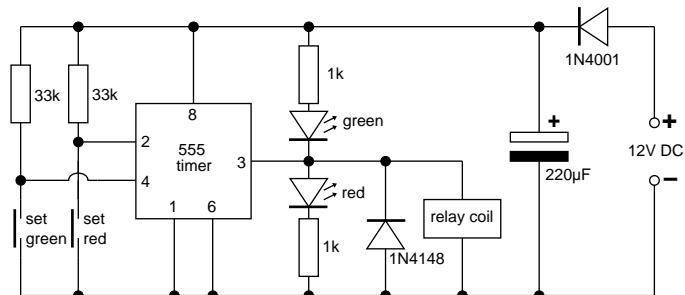 1N4001
33k
33k
1k
8
green
+
+
2
555
timer
3
12V DC
4
220µF
−
red
set
green
set
red
1
6
relay coil
1k
1N4148